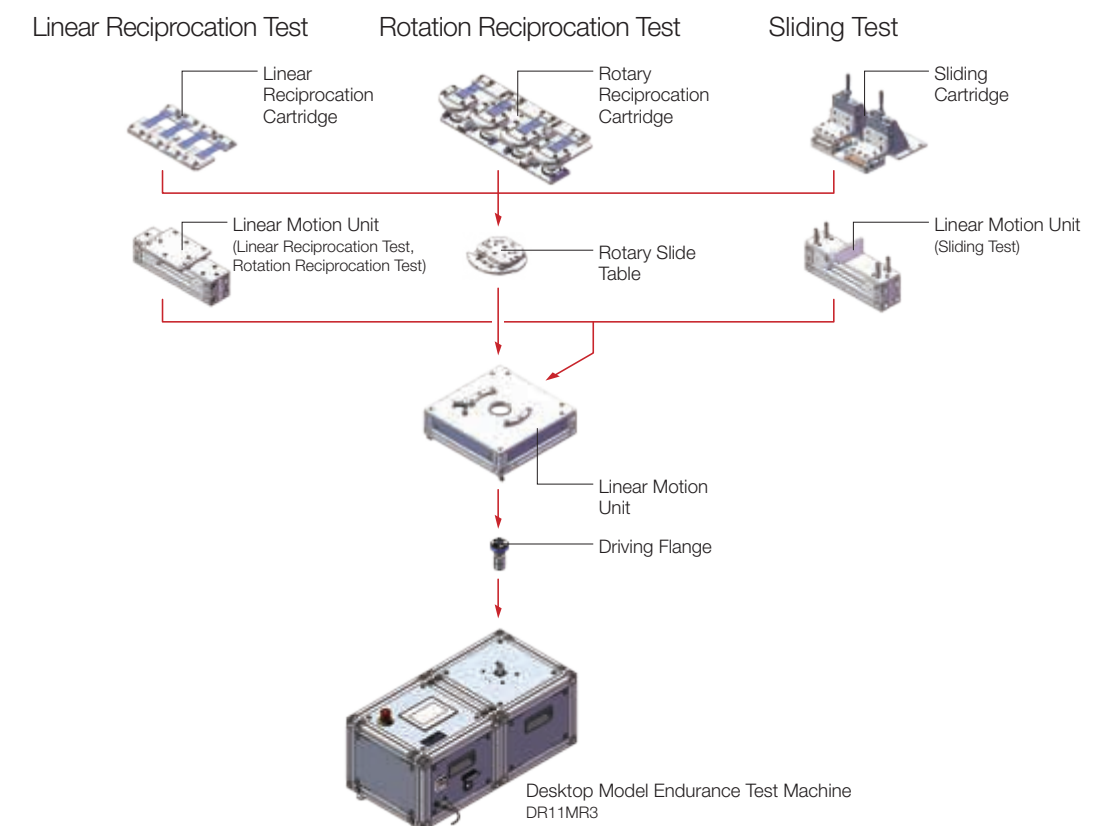 Linear Reciprocation Test
Rotation Reciprocation Test
Sliding Test
Linear
Reciprocation
Cartridge
Rotary
Reciprocation
Cartridge
Sliding
Cartridge
Linear Motion Unit
(Linear Reciprocation Test,
Rotation Reciprocation Test)
Rotary Slide
Table
Linear Motion Unit
(Sliding Test)
Linear Motion
Unit
Driving Flange
Desktop Model Endurance Test Machine
DR11MR3